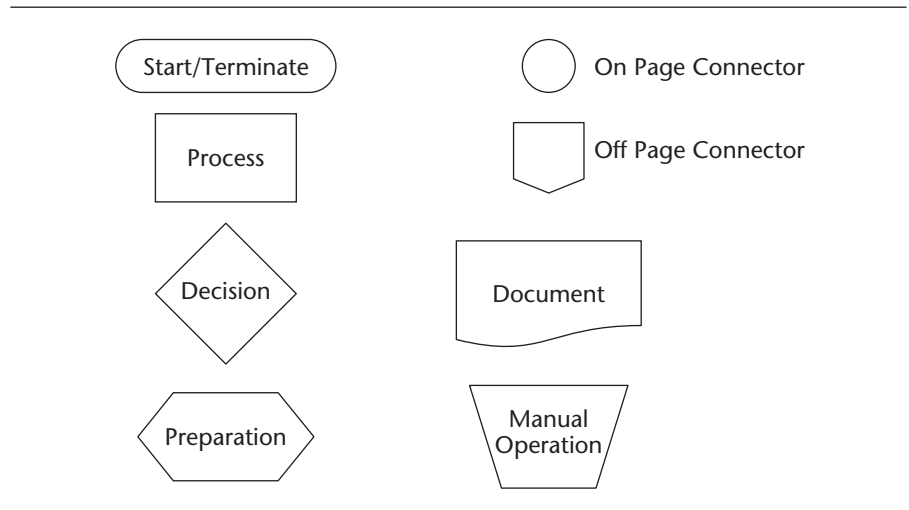 Start/Terminate
On Page Connector
Process
Off Page Connector
Decision
Document
Preparation
Manual
Operation